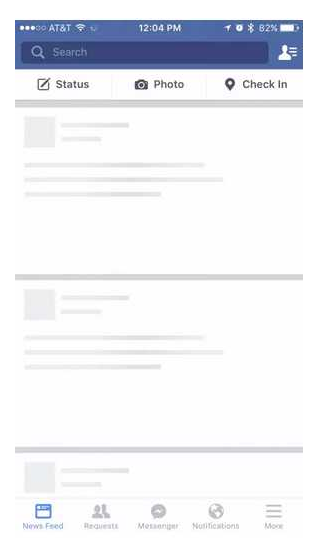 AT&T 12:04 PM 82%
Search
Status Photo Check In
News Feed Requests Messenger Notifications More